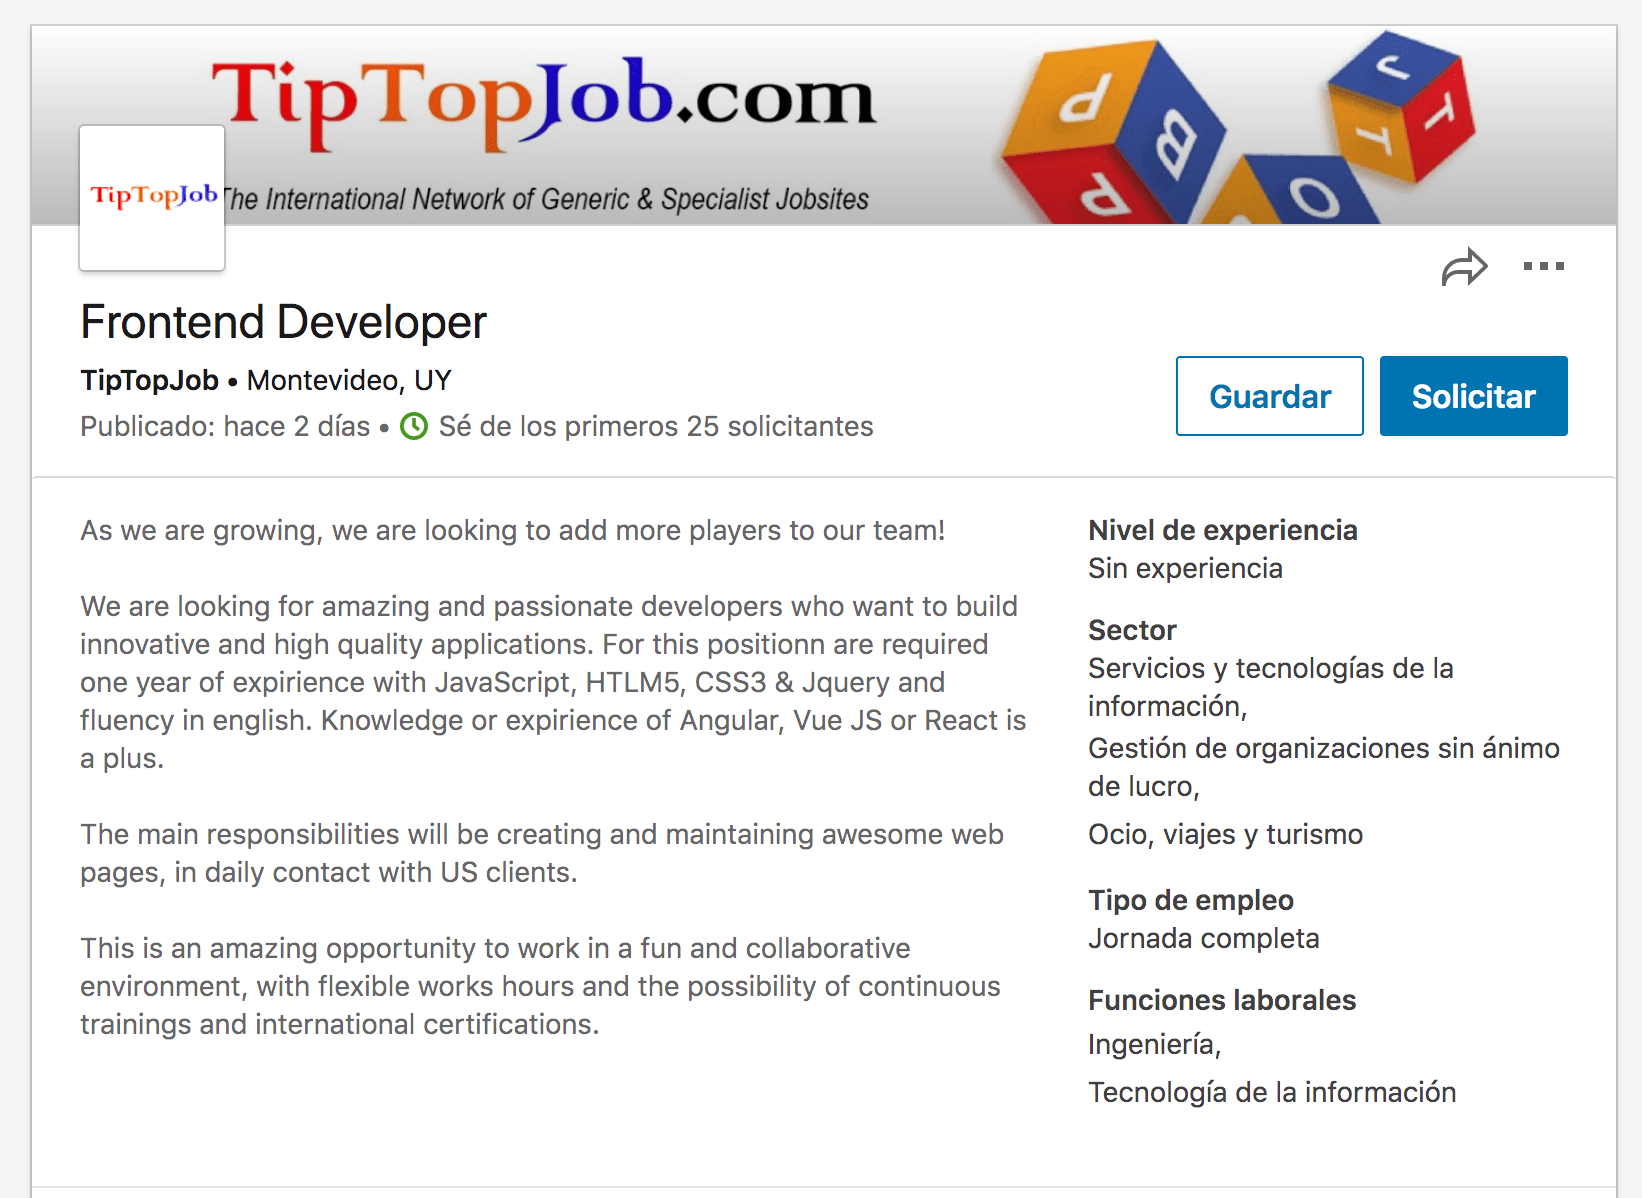 TipTopJob.com
TipTopJob
The International Network of Generic & Specialist Jobsites
P
B
P
O
J
T
T
Frontend Developer
TipTopJob • Montevideo, UY
Publicado: hace 2 días • Sé de los primeros 25 solicitantes
Guardar
Solicitar
As we are growing, we are looking to add more players to our team!
We are looking for amazing and passionate developers who want to build
innovative and high quality applications. For this positionn are required
one year of expirience with JavaScript, HTLM5, CSS3 & Jquery and
fluency in english. Knowledge or expirience of Angular, Vue JS or React is
a plus.
The main responsibilities will be creating and maintaining awesome web
pages, in daily contact with US clients.
This is an amazing opportunity to work in a fun and collaborative
environment, with flexible works hours and the possibility of continuous
trainings and international certifications.
Nivel de experiencia
Sin experiencia
Sector
Servicios y tecnologías de la
información,
Gestión de organizaciones sin ánimo
de lucro,
Ocio, viajes y turismo
Tipo de empleo
Jornada completa
Funciones laborales
Ingeniería,
Tecnología de la información